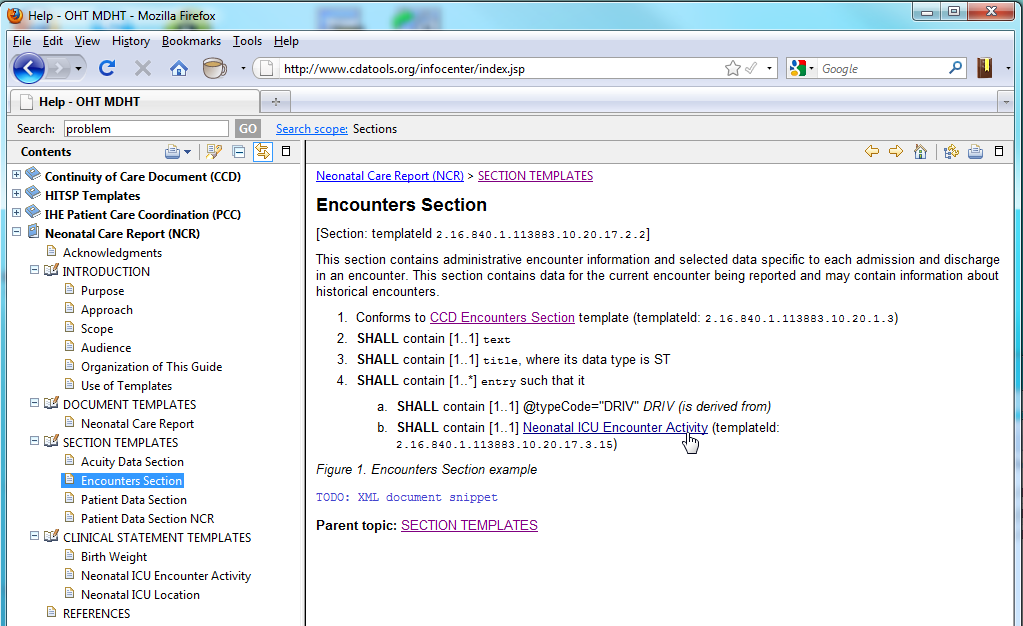 Help - OHT MDHT - Mozilla Firefox
File Edit View History Bookmarks Tools Help
http://www.cdatools.org/infocenter/index.jsp
Google
Help - OHT MDHT
Search: problem GO Search scope: Sections
Contents
Continuity of Care Document (CCD)
HITSP Templates
IHE Patient Care Coordination (PCC)
Neonatal Care Report (NCR)
Acknowledgments
INTRODUCTION
Purpose
Approach
Scope
Audience
Organization of This Guide
Use of Templates
DOCUMENT TEMPLATES
Neonatal Care Report
SECTION TEMPLATES
Acuity Data Section
Encounters Section
Patient Data Section
Patient Data Section NCR
CLINICAL STATEMENT TEMPLATES
Birth Weight
Neonatal ICU Encounter Activity
Neonatal ICU Location
REFERENCES
Neonatal Care Report (NCR) > SECTION TEMPLATES
Encounters Section
[Section: templateId 2.16.840.1.113883.10.20.17.2.2]
This section contains administrative encounter information and selected data specific to each admission and discharge
in an encounter. This section contains data for the current encounter being reported and may contain information about
historical encounters.
1. Conforms to CCD Encounters Section template (templateId: 2.16.840.1.113883.10.20.1.3)
2. SHALL contain [1..1] text
3. SHALL contain [1..1] title, where its data type is ST
4. SHALL contain [1..*] entry such that it
a. SHALL contain [1..1] @typeCode="DRIV" DRIV (is derived from)
b. SHALL contain [1..1] Neonatal ICU Encounter Activity (templateId:
2.16.840.1.113883.10.20.17.3.15)
Figure 1. Encounters Section example
TODO: XML document snippet
Parent topic: SECTION TEMPLATES